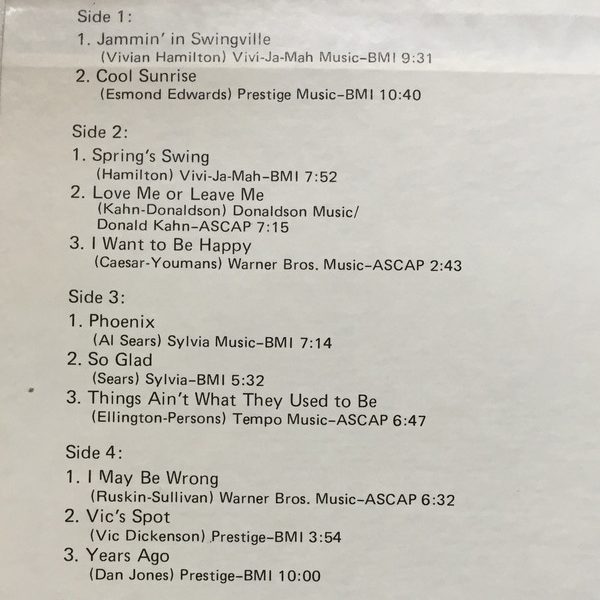 Side 1:
1. Jammin' in Swingville
(Vivian Hamilton) Vivi-Ja-Mah Music–BMI 9:31
2. Cool Sunrise
(Esmond Edwards) Prestige Music–BMI 10:40
Side 2:
1. Spring's Swing
(Hamilton) Vivi-Ja-Mah–BMI 7:52
2. Love Me or Leave Me
(Kahn-Donaldson) Donaldson Music/
Donald Kahn–ASCAP 7:15
3. I Want to Be Happy
(Caesar-Youmans) Warner Bros. Music–ASCAP 2:43
Side 3:
1. Phoenix
(Al Sears) Sylvia Music–BMI 7:14
2. So Glad
(Sears) Sylvia–BMI 5:32
3. Things Ain't What They Used to Be
(Ellington-Persons) Tempo Music–ASCAP 6:47
Side 4:
1. I May Be Wrong
(Ruskin-Sullivan) Warner Bros. Music–ASCAP 6:32
2. Vic's Spot
(Vic Dickenson) Prestige–BMI 3:54
3. Years Ago
(Dan Jones) Prestige–BMI 10:00